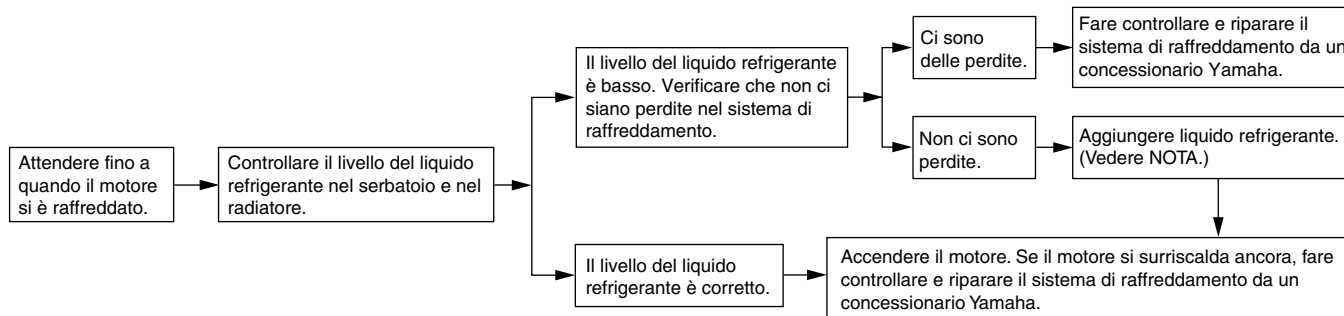 Attendere fino a
quando il motore
si è raffreddato.
Controllare il livello del liquido
refrigerante nel serbatoio e nel
radiatore.
Il livello del liquido refrigerante
è basso. Verificare che non ci
siano perdite nel sistema di
raffreddamento.
Ci sono
delle perdite.
Fare controllare e riparare il
sistema di raffreddamento da un
concessionario Yamaha.
Non ci sono
perdite.
Aggiungere liquido refrigerante.
(Vedere NOTA.)
Il livello del liquido
refrigerante è corretto.
Accendere il motore. Se il motore si surriscalda ancora, fare
controllare e riparare il sistema di raffreddamento da un
concessionario Yamaha.